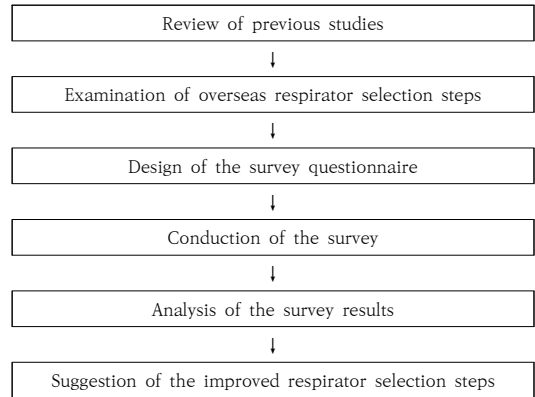 Review of previous studies
↓
Examination of overseas respirator selection steps
↓
Design of the survey questionnaire
↓
Conduction of the survey
↓
Analysis of the survey results
↓
Suggestion of the improved respirator selection steps